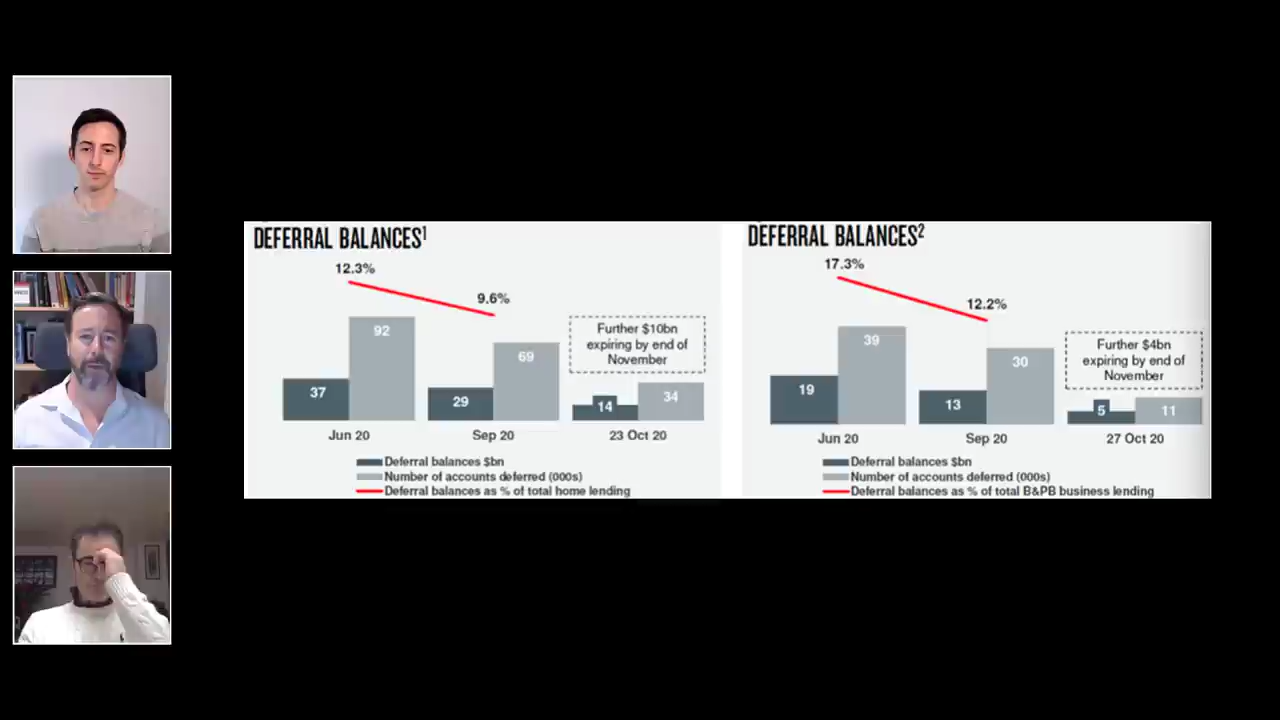 DEFERRAL BALANCES¹
12.3%
9.6%
92
69
37
29
14
34
Further $10bn
expiring by end of
November
Jun 20
Sep 20
23 Oct 20
Deferral balances $bn
Number of accounts deferred (000s)
Deferral balances as % of total home lending
DEFERRAL BALANCES²
17.3%
12.2%
39
30
19
13
5
11
Further $4bn
expiring by end of
November
Jun 20
Sep 20
27 Oct 20
Deferral balances $bn
Number of accounts deferred (000s)
Deferral balances as % of total B&PB business lending